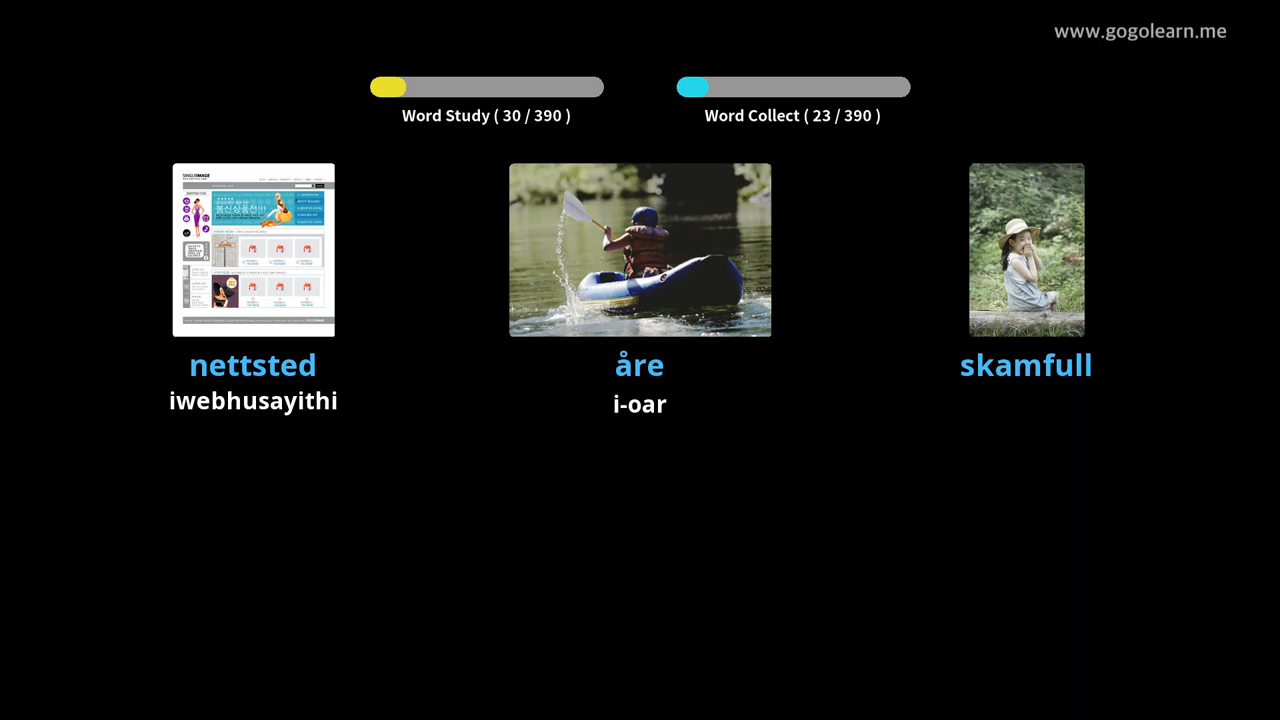 www.gogolearn.me
Word Study ( 30 / 390 )
Word Collect ( 23 / 390 )
nettsted
iwebhusayithi
åre
i-oar
skamfull